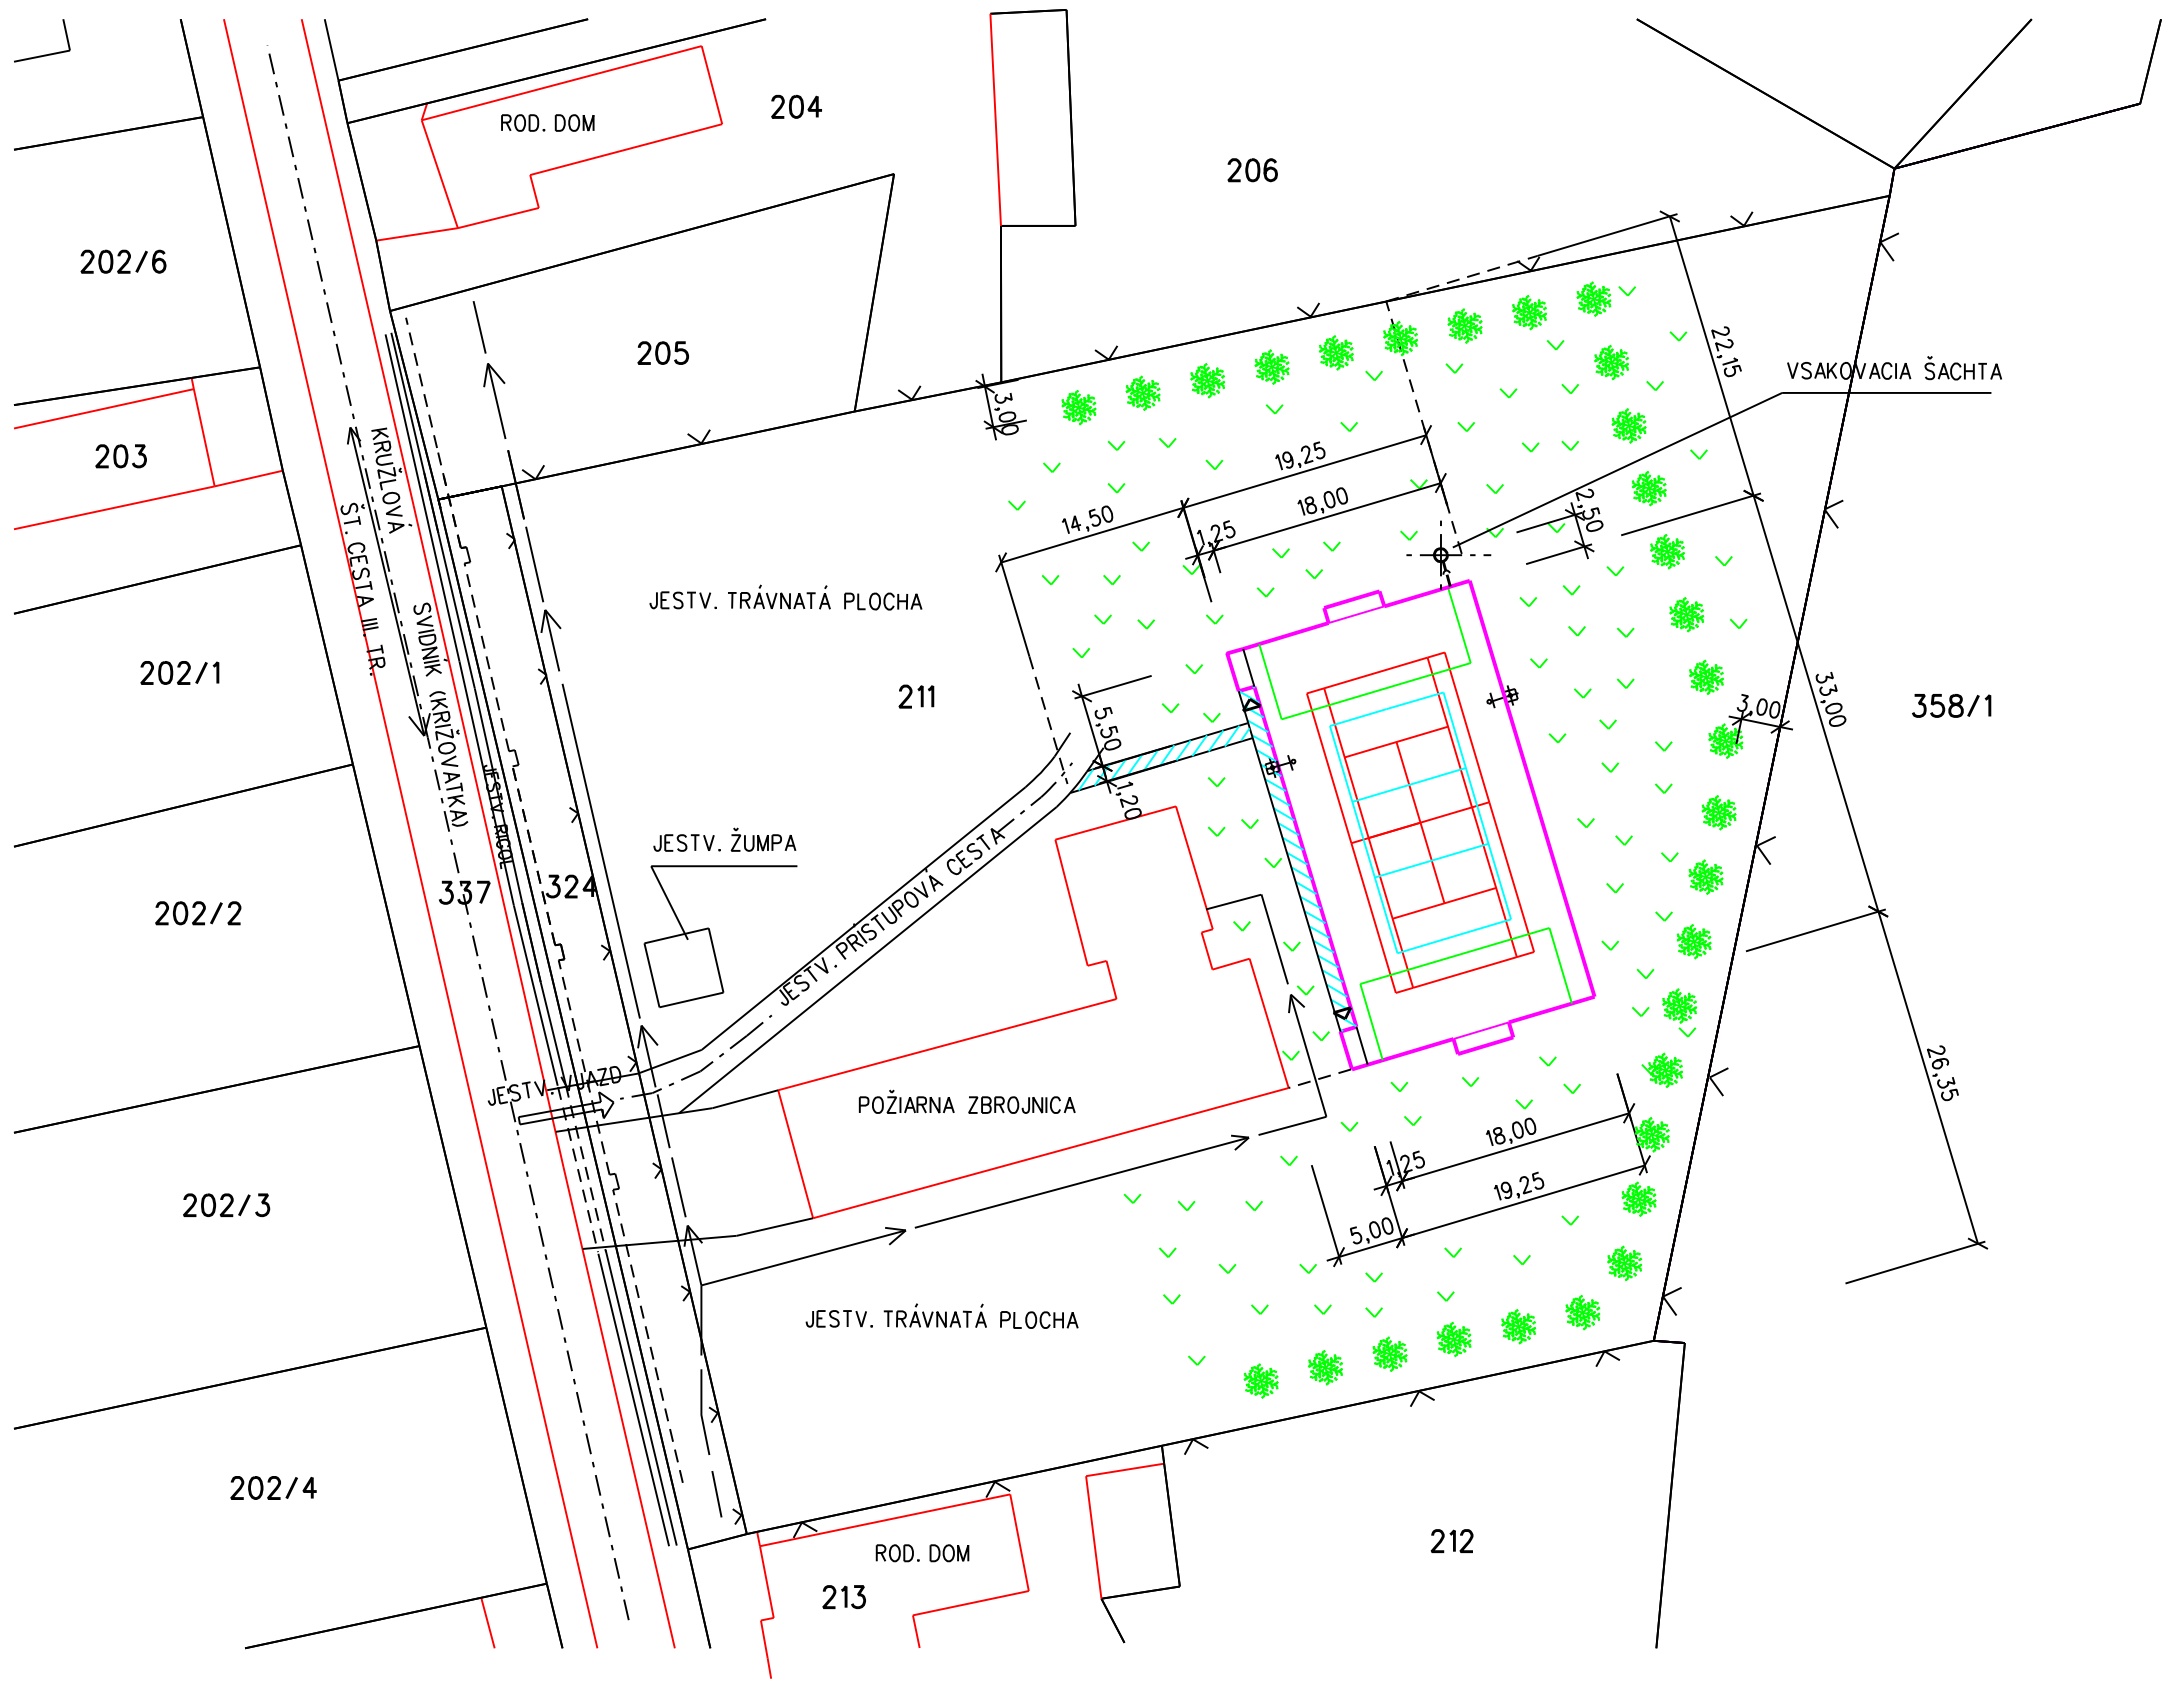 204
ROD. DOM
206
202/6
205
22,15
VSAKOVACIA ŠACHTA
3,00
203
KRUŽLOVÁ
ŠT. CESTA III. TR.
19,25
18,00
14,50
1,25
2,50
JESTV. TRÁVNATÁ PLOCHA
SVIDNÍK (KRIŽOVATKA)
202/1
211
5,50
1,20
33,00
3,00
358/1
JESTV. RIGOL
JESTV. ŽUMPA
337
324
JESTV. PRÍSTUPOVÁ CESTA
202/2
JESTV. VJAZD
POŽIARNA ZBROJNICA
26,35
18,00
1,25
19,25
5,00
202/3
JESTV. TRÁVNATÁ PLOCHA
202/4
ROD. DOM
213
212